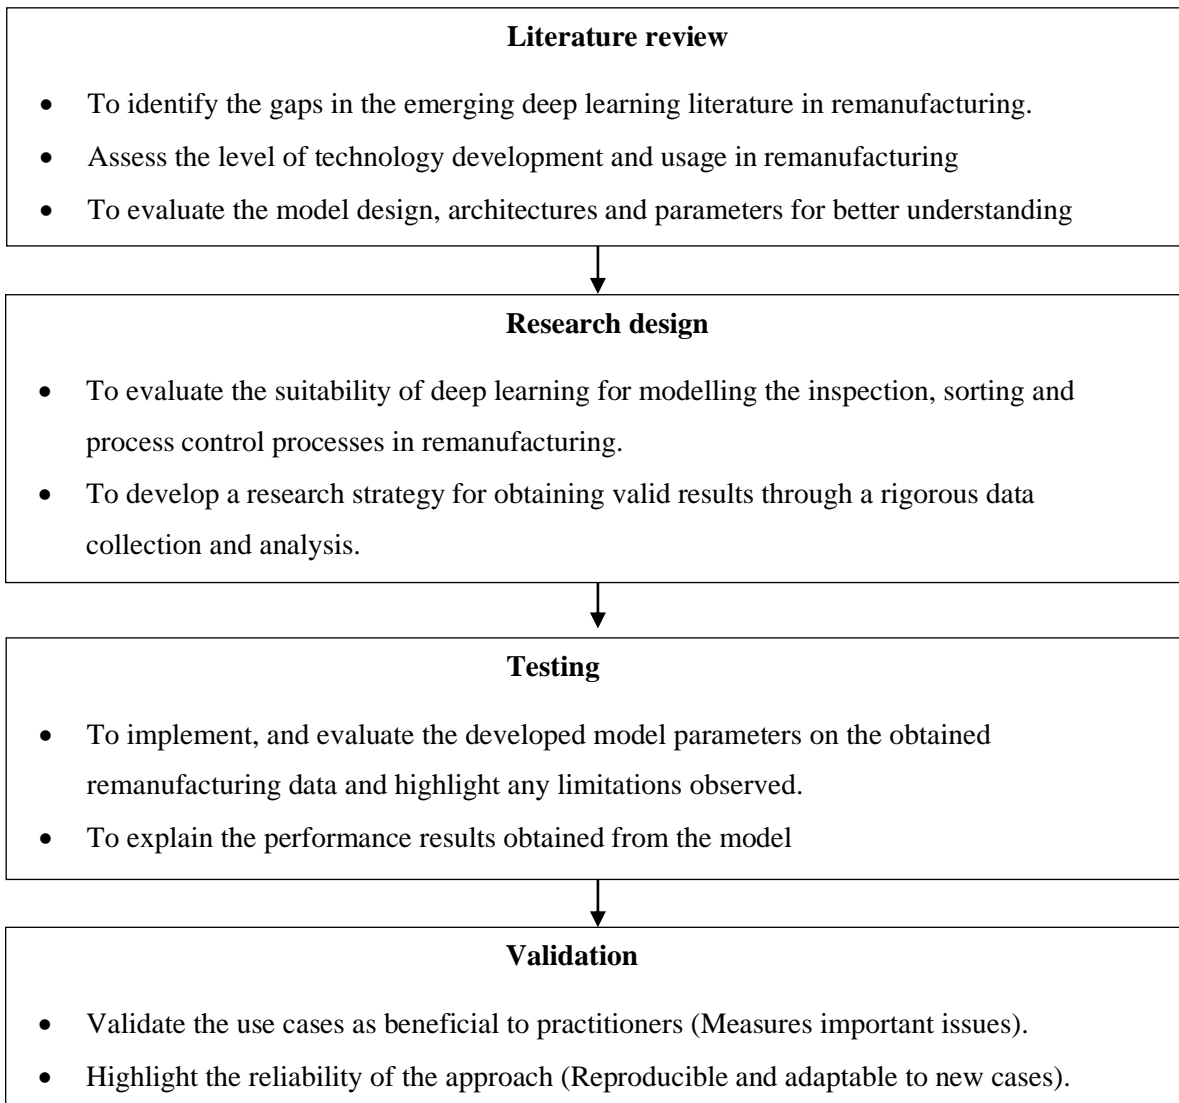 Literature review
• To identify the gaps in the emerging deep learning literature in remanufacturing.
• Assess the level of technology development and usage in remanufacturing
• To evaluate the model design, architectures and parameters for better understanding
Research design
• To evaluate the suitability of deep learning for modelling the inspection, sorting and
process control processes in remanufacturing.
• To develop a research strategy for obtaining valid results through a rigorous data
collection and analysis.
Testing
• To implement, and evaluate the developed model parameters on the obtained
remanufacturing data and highlight any limitations observed.
• To explain the performance results obtained from the model
Validation
• Validate the use cases as beneficial to practitioners (Measures important issues).
• Highlight the reliability of the approach (Reproducible and adaptable to new cases).